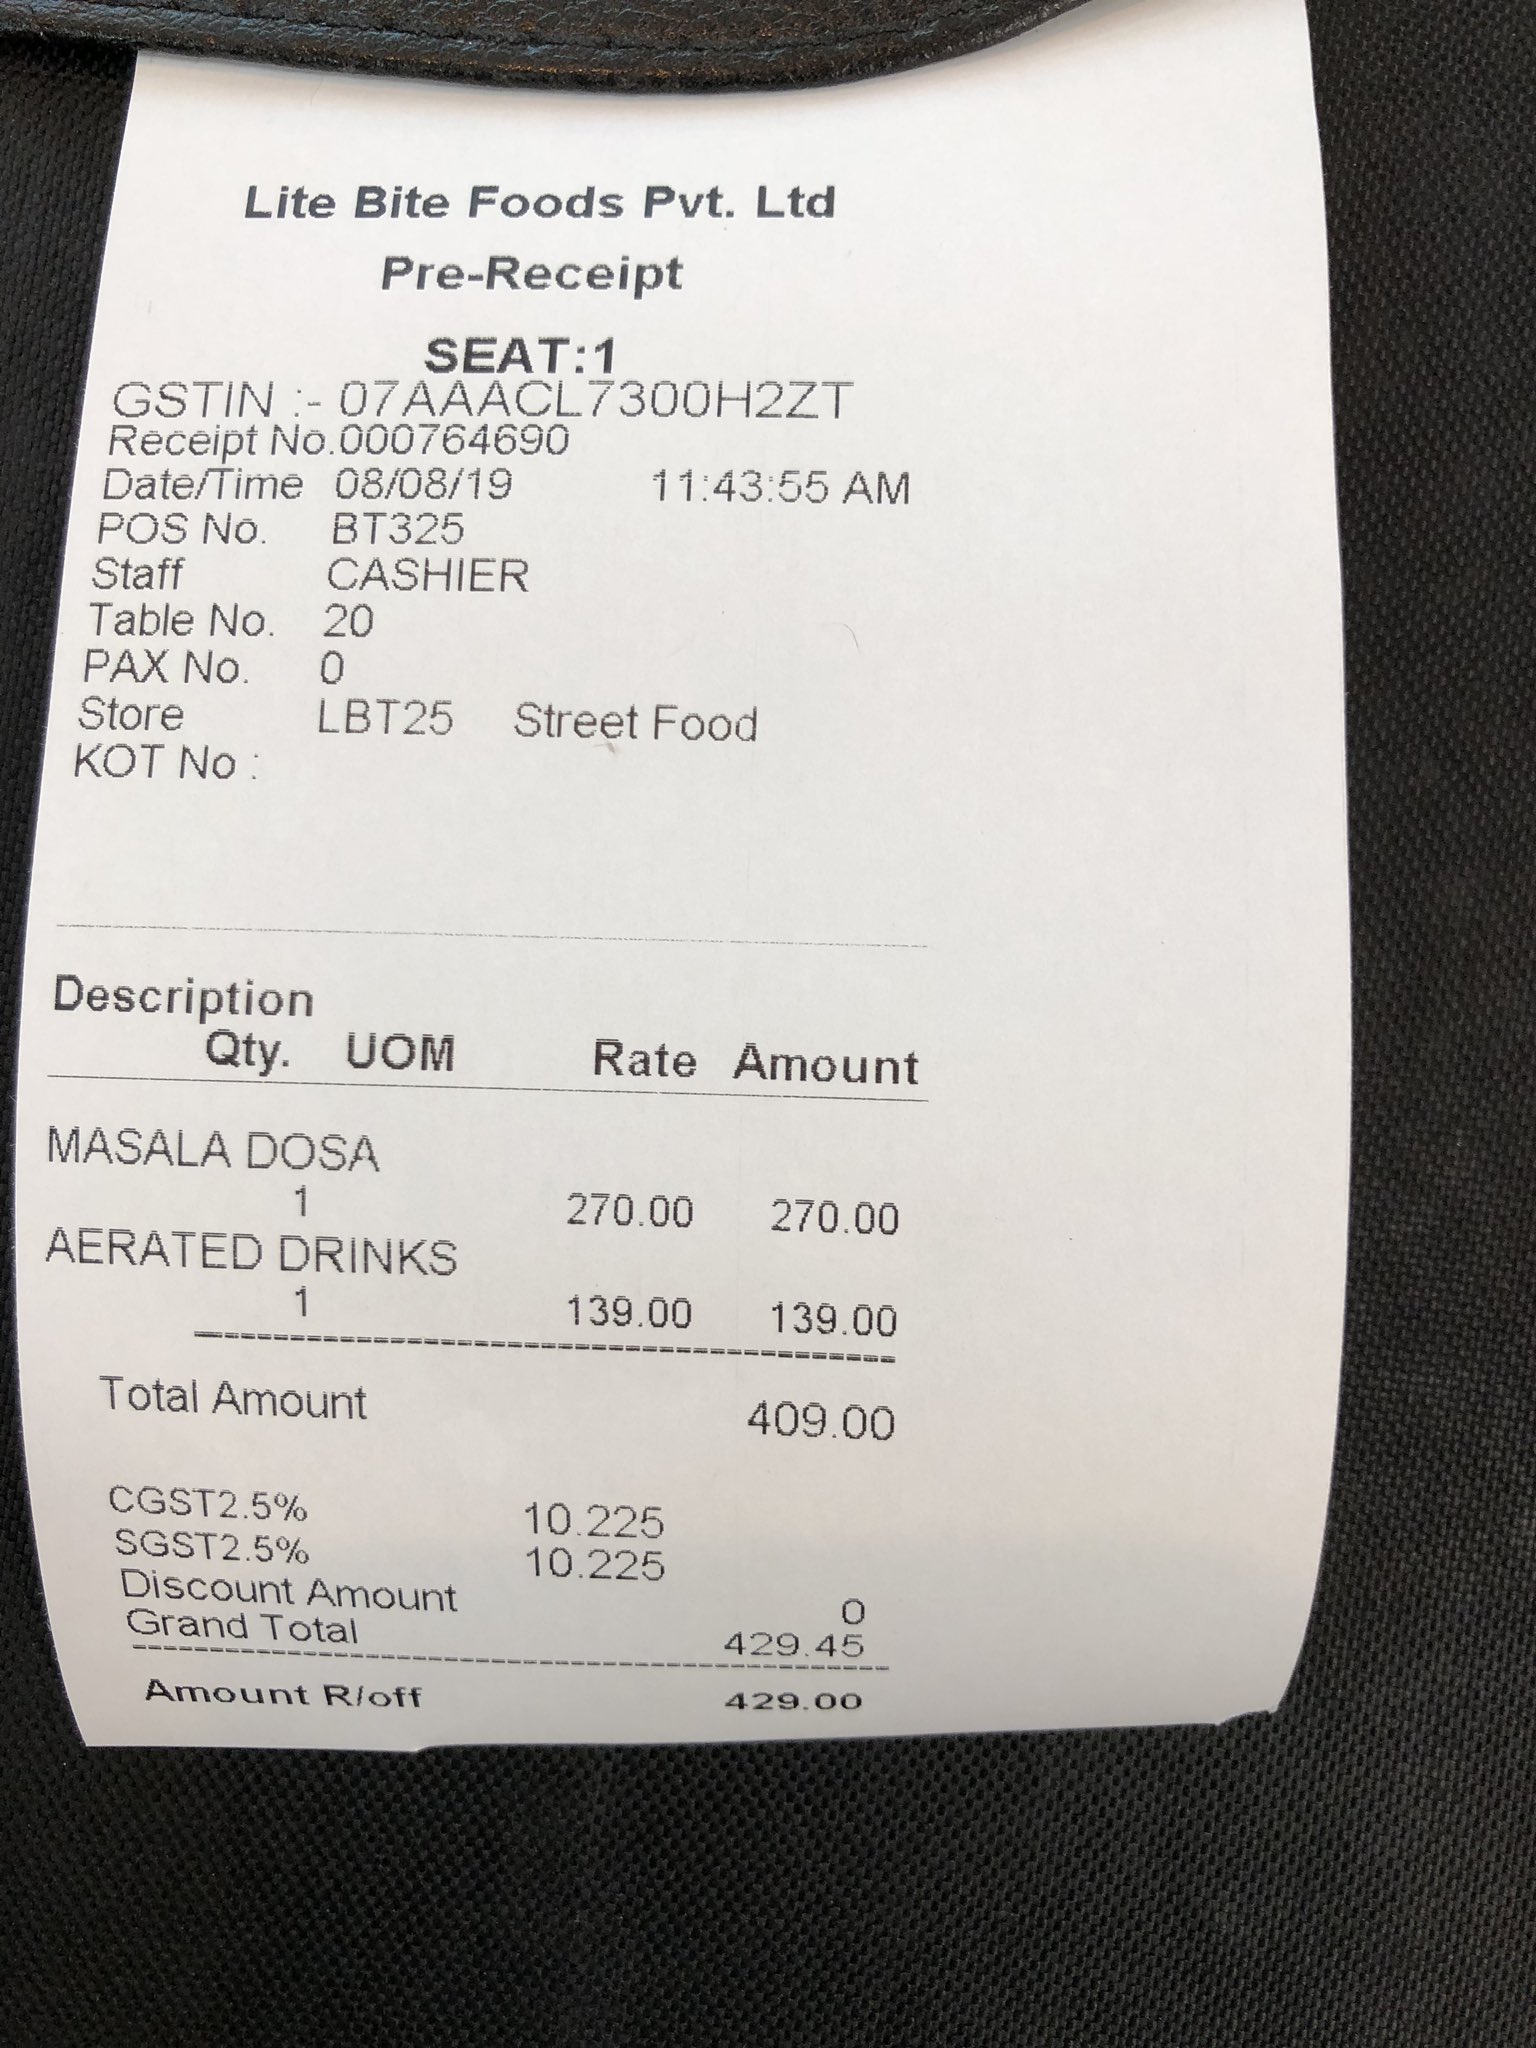 Lite Bite Foods Pvt. Ltd
Pre-Receipt
SEAT:1
GSTIN :- 07AAACL7300H2ZT
Receipt No.000764690
Date/Time 08/08/19 11:43:55 AM
POS No. BT325
Staff CASHIER
Table No. 20
PAX No. 0
Store LBT25 Street Food
KOT No :
Description
Qty. UOM Rate Amount
MASALA DOSA
1 270.00 270.00
AERATED DRINKS
1 139.00 139.00
Total Amount 409.00
CGST2.5% 10.225
SGST2.5% 10.225
Discount Amount 0
Grand Total 429.45
Amount R/off 429.00